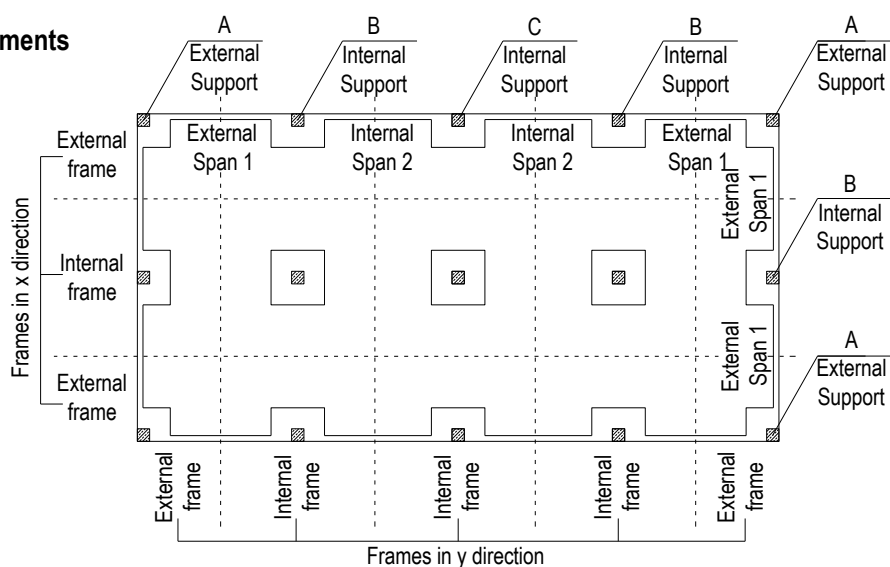 ments
A
External
Support
B
Internal
Support
C
Internal
Support
B
Internal
Support
A
External
Support
External
frame
External
Span 1
Internal
Span 2
Internal
Span 2
External
Span 1
External
Span 1
B
Internal
Support
Frames in x direction
Internal
frame
External
Span 1
A
External
Support
External
frame
External
frame
Internal
frame
Internal
frame
Internal
frame
External
frame
Frames in y direction